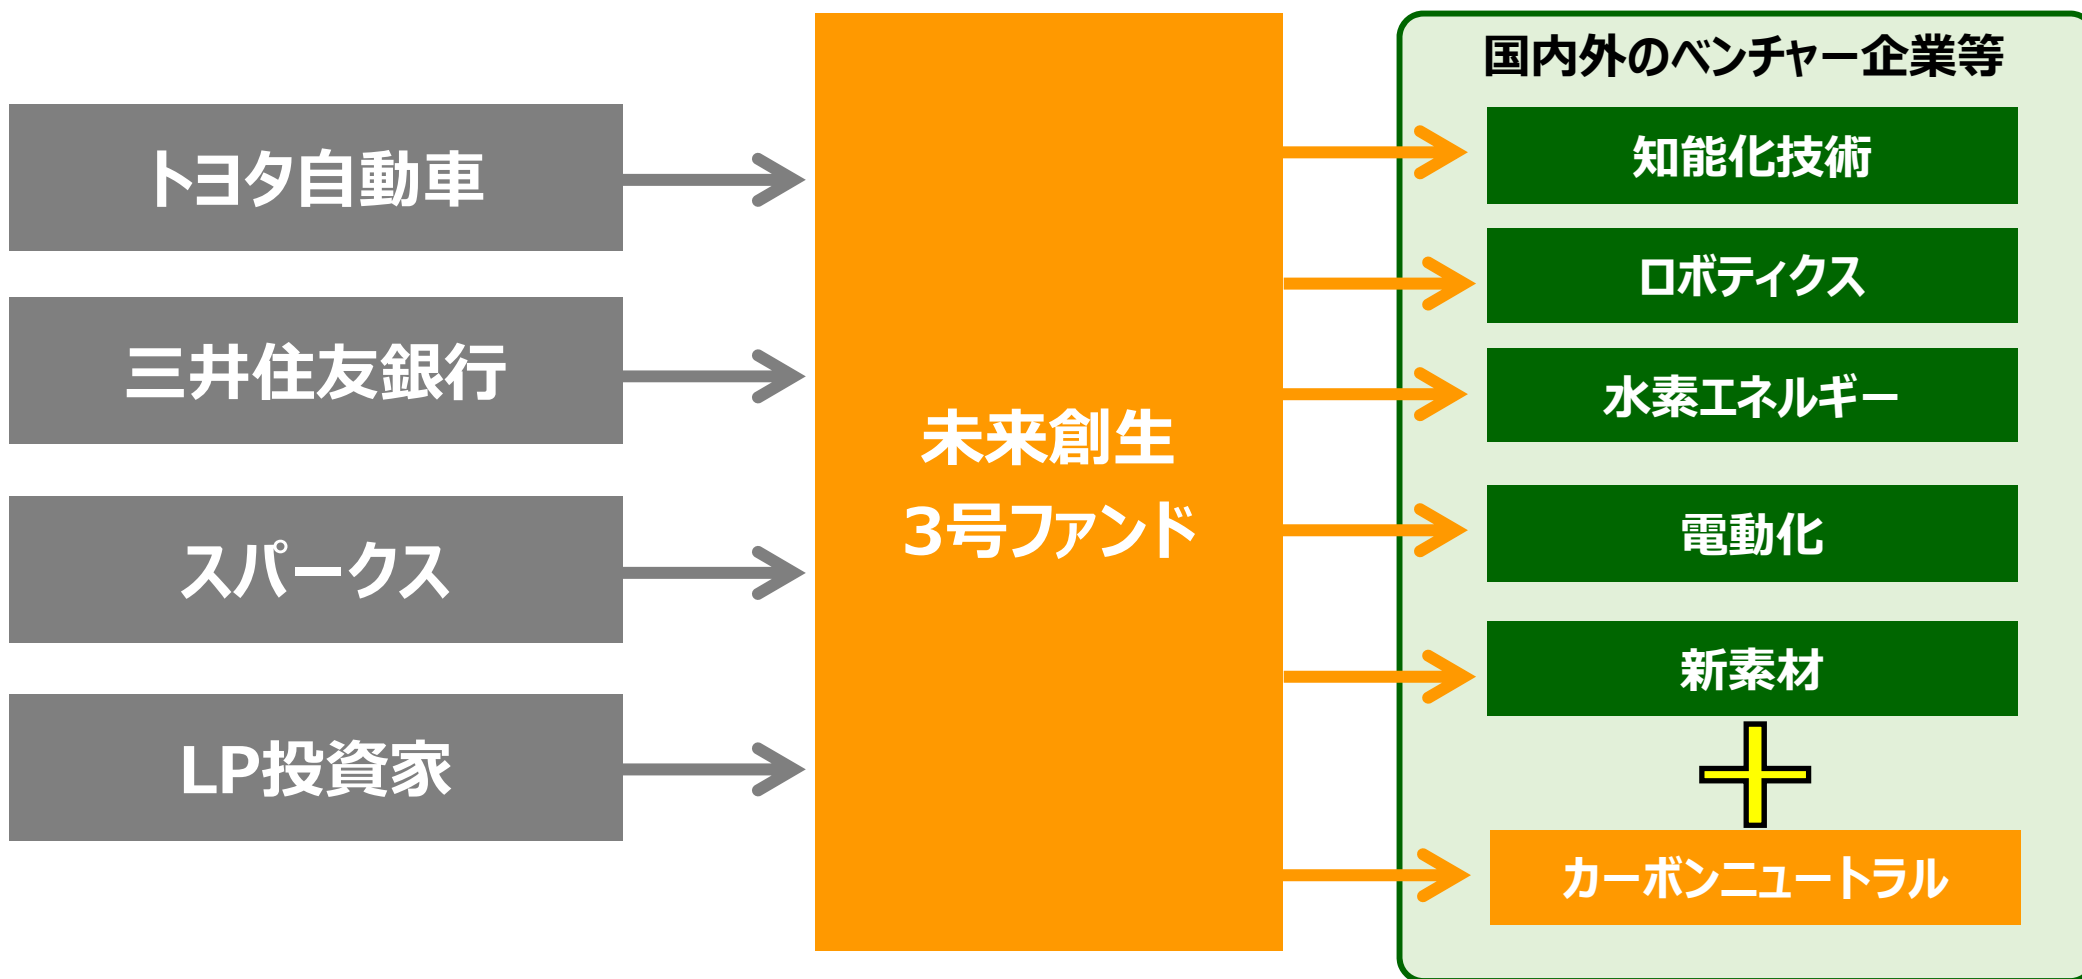 トヨタ自動車
三井住友銀行
スパークス
LP投資家
未来創生
3号ファンド
国内外のベンチャー企業等
知能化技術
ロボティクス
水素エネルギー
電動化
新素材
カーボンニュートラル